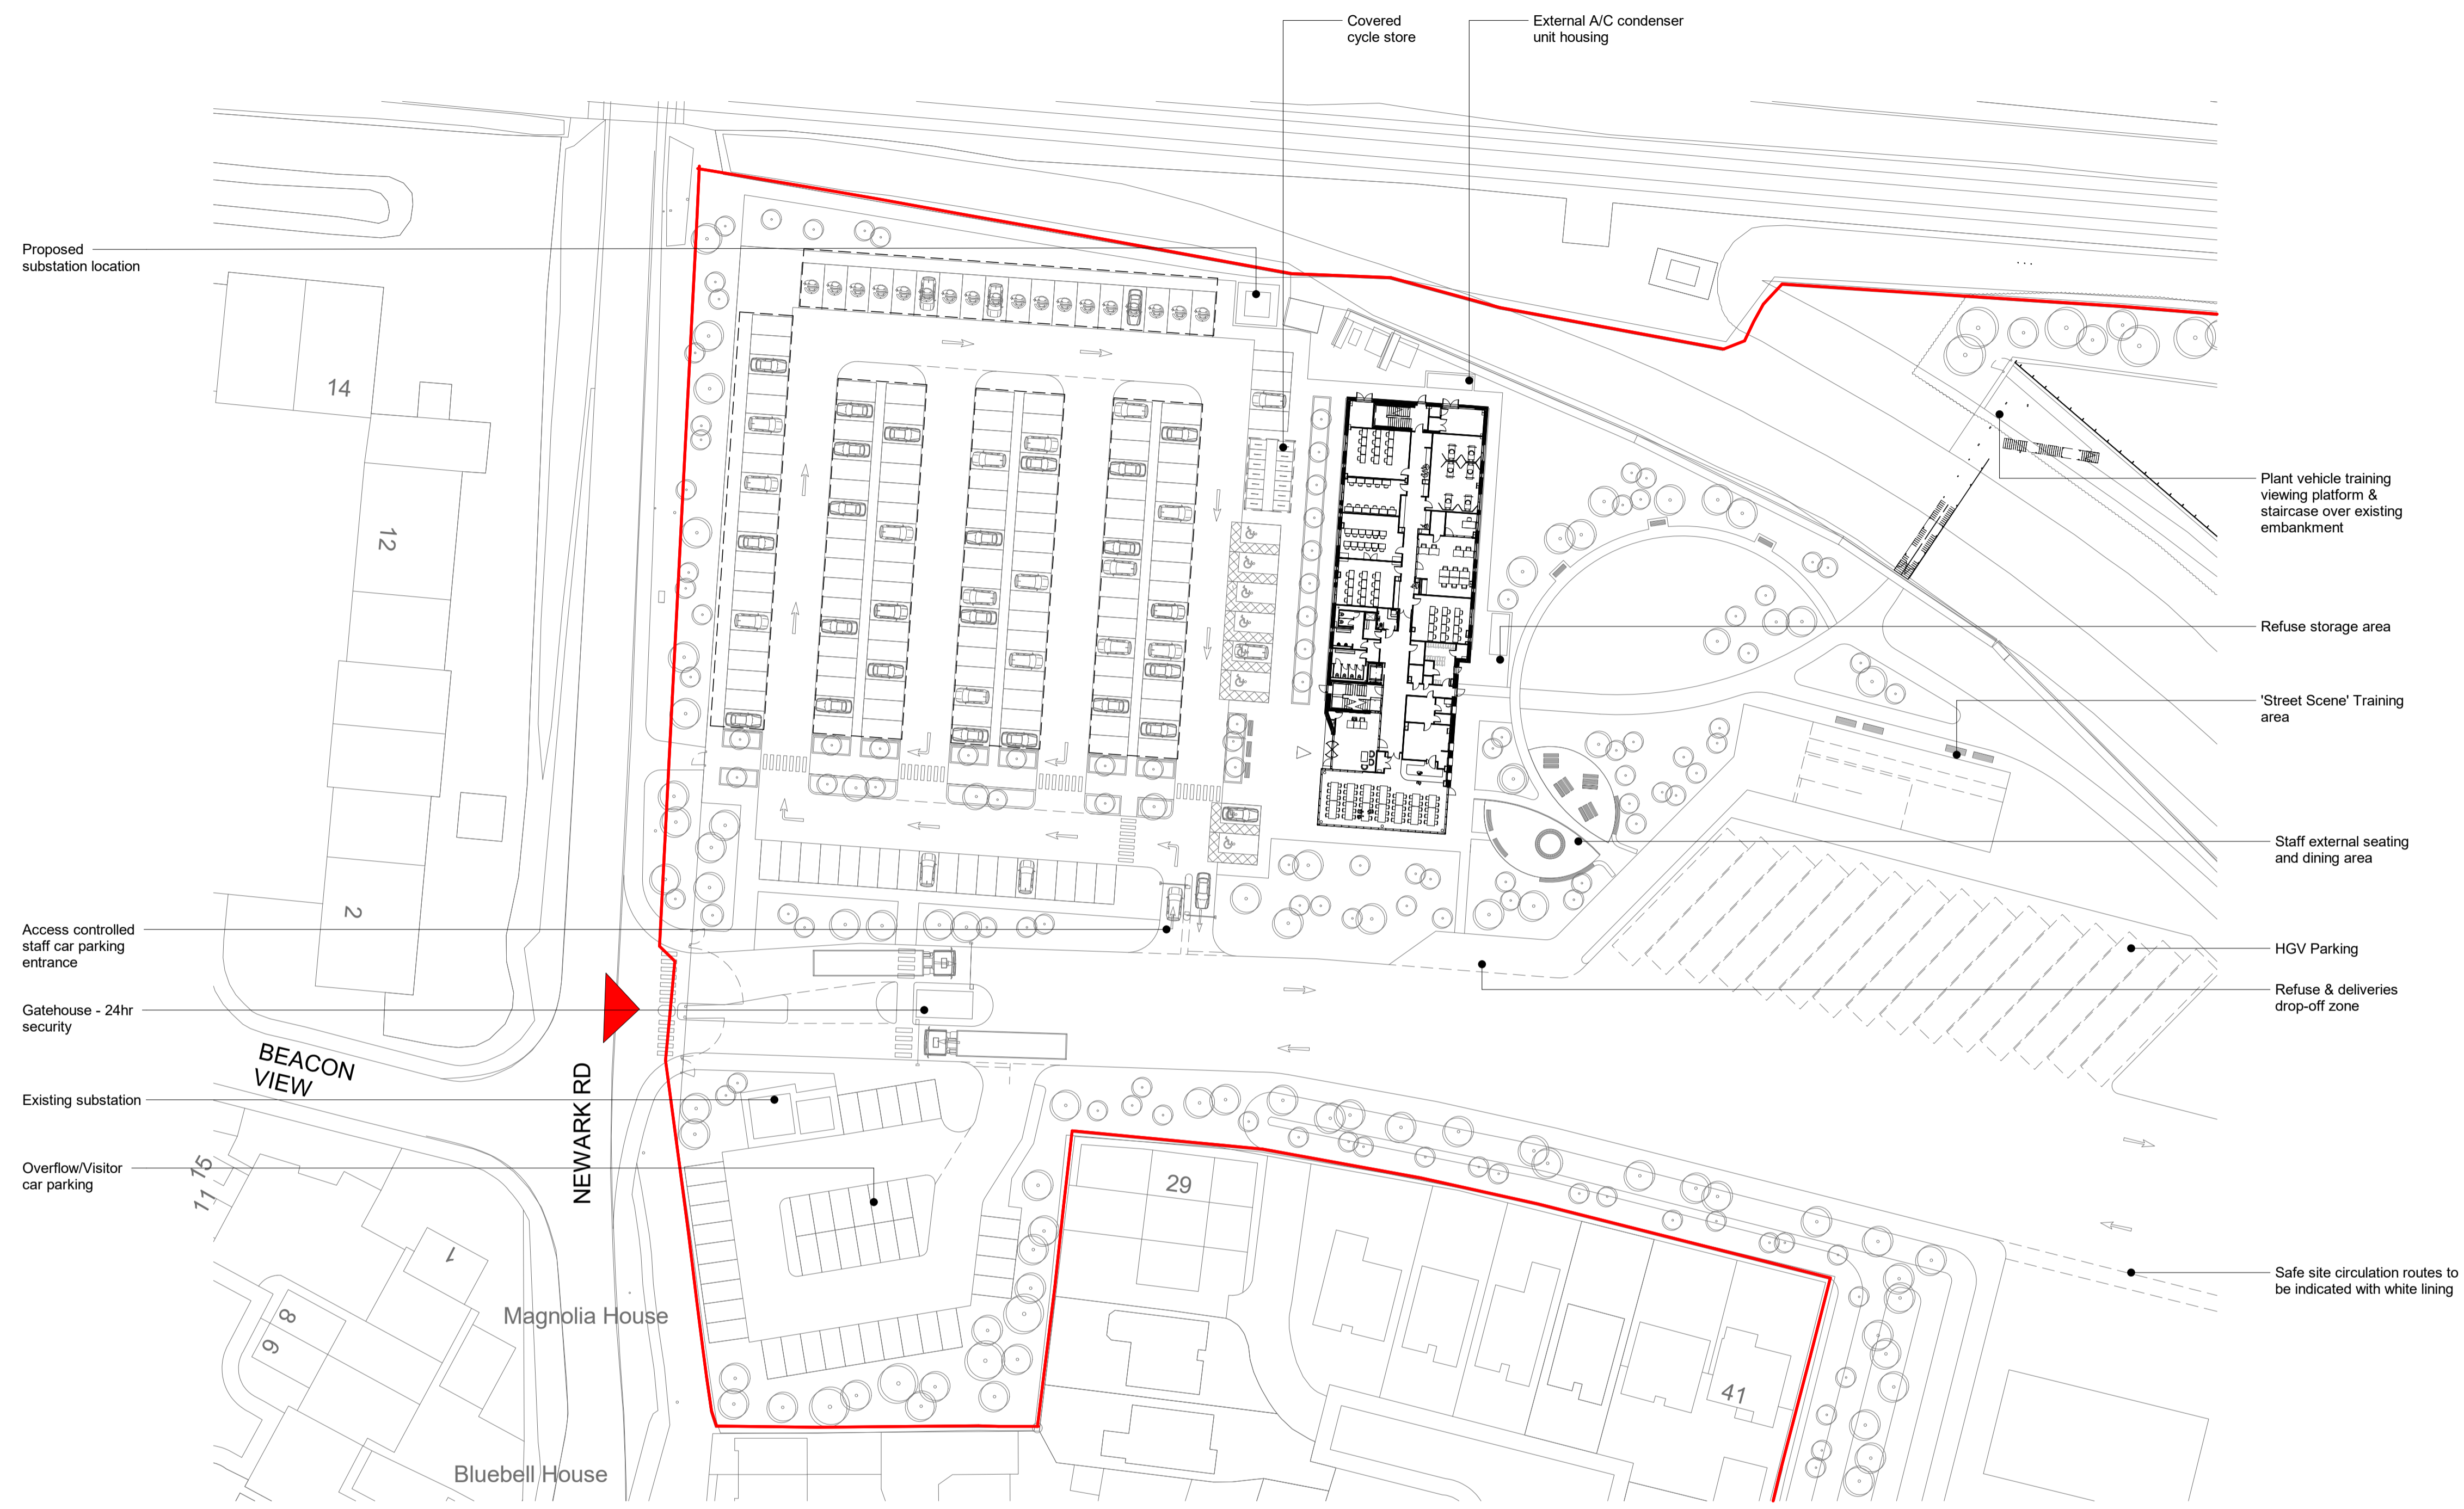 Covered
cycle store
External A/C condenser
unit housing
Proposed
substation location
14
12
Plant vehicle training
viewing platform &
staircase over existing
embankment
Refuse storage area
'Street Scene' Training
area
Staff external seating
and dining area
2
Access controlled
staff car parking
entrance
HGV Parking
Gatehouse - 24hr
security
Refuse & deliveries
drop-off zone
BEACON
VIEW
NEWARK RD
Existing substation
Overflow/Visitor
car parking
15
11
29
1
Safe site circulation routes to
be indicated with white lining
Magnolia House
8
9
41
Bluebell House